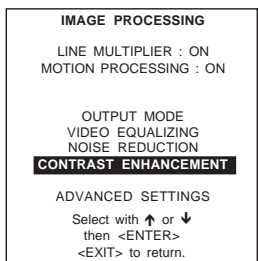 IMAGE PROCESSING
LINE MULTIPLIER : ON
MOTION PROCESSING : ON
OUTPUT MODE
VIDEO EQUALIZING
NOISE REDUCTION
CONTRAST ENHANCEMENT
ADVANCED SETTINGS
Select with ↑ or ↓
then <ENTER>
<EXIT> to return.